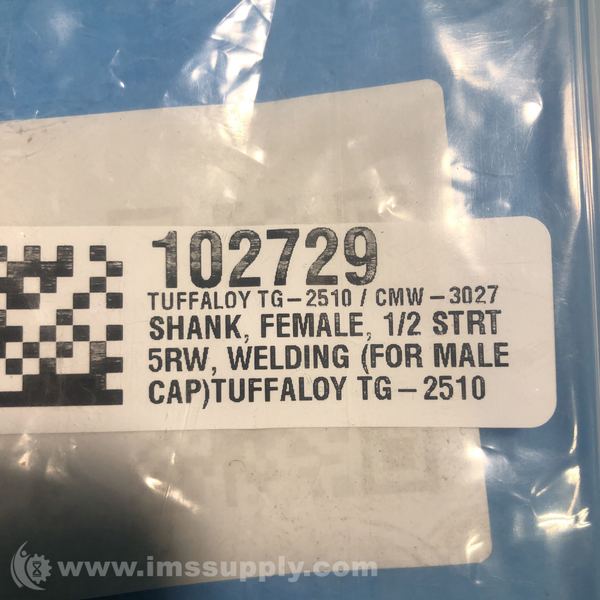 102729
TUFFALOY TG-2510 / CMW-3027
SHANK, FEMALE, 1/2 STRT
5RW, WELDING (FOR MALE
CAP)TUFFALOY TG-2510
www.imssupply.com